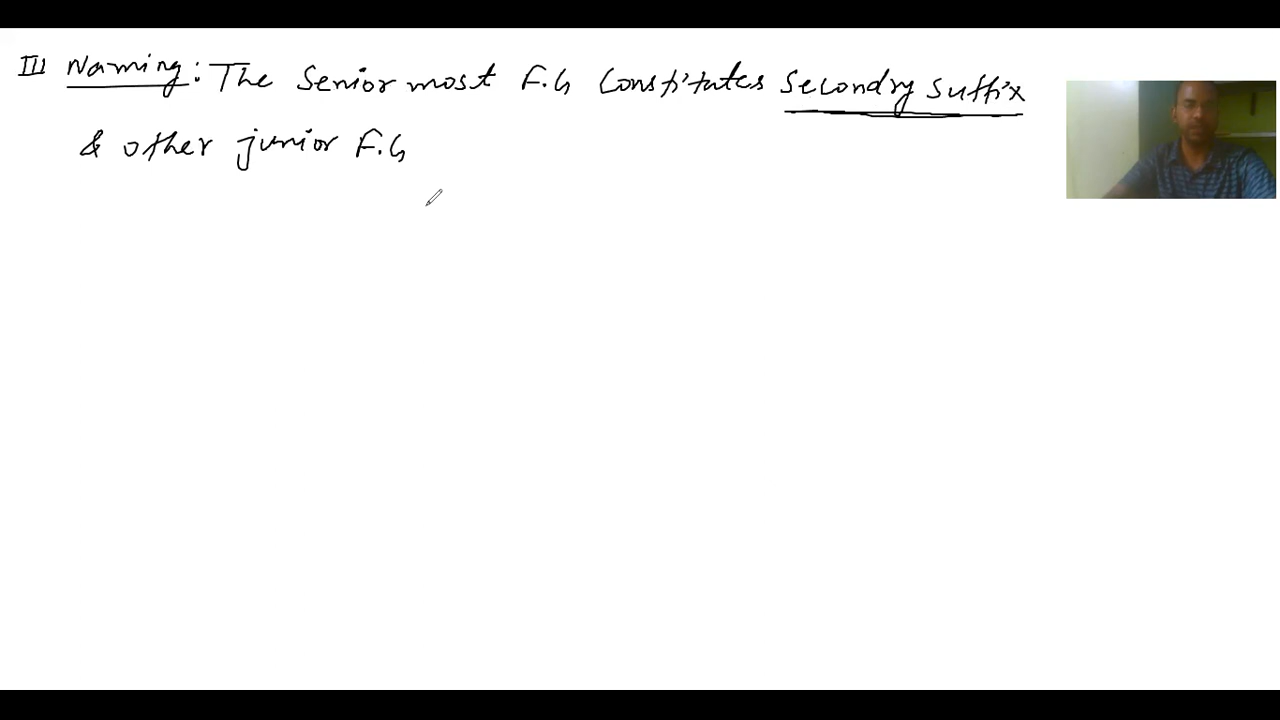 III Naming: The Senior most F.G Constitutes Secondry Suffix
& other junior F.G